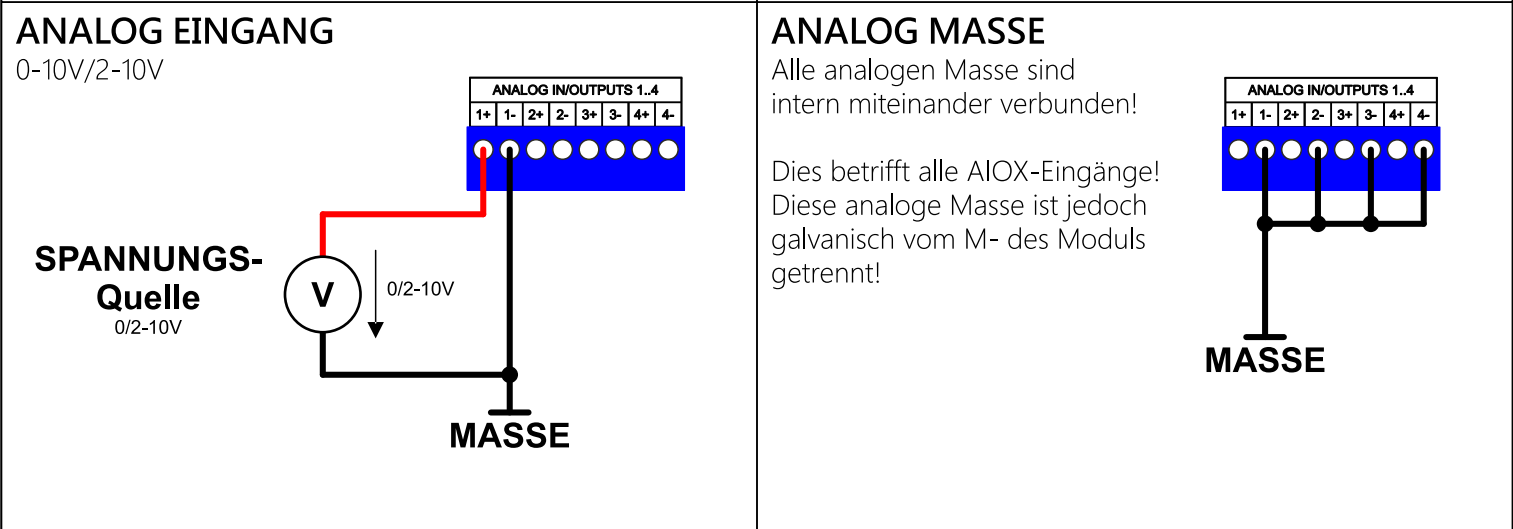 ANALOG EINGANG
0-10V/2-10V
ANALOG IN/OUTPUTS 1..4
1+ 1- 2+ 2- 3+ 3- 4+ 4-
SPANNUNGS-
Quelle
0/2-10V
V
0/2-10V
MASSE
ANALOG MASSE
Alle analogen Masse sind
intern miteinander verbunden!
Dies betrifft alle AIOX-Eingänge!
Diese analoge Masse ist jedoch
galvanisch vom M- des Moduls
getrennt!
ANALOG IN/OUTPUTS 1..4
1+ 1- 2+ 2- 3+ 3- 4+ 4-
MASSE